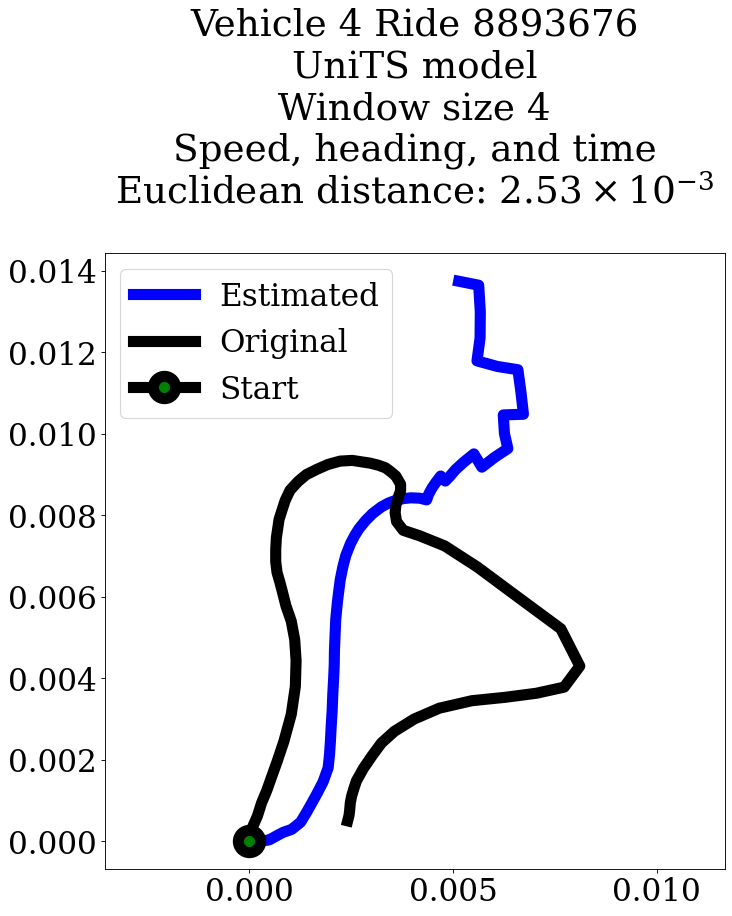 Vehicle 4 Ride 8893676
UniTS model
Window size 4
Speed, heading, and time
Euclidean distance: 2.53 × 10⁻³
Estimated
Original
Start
0.014
0.012
0.010
0.008
0.006
0.004
0.002
0.000
0.000 0.005 0.010